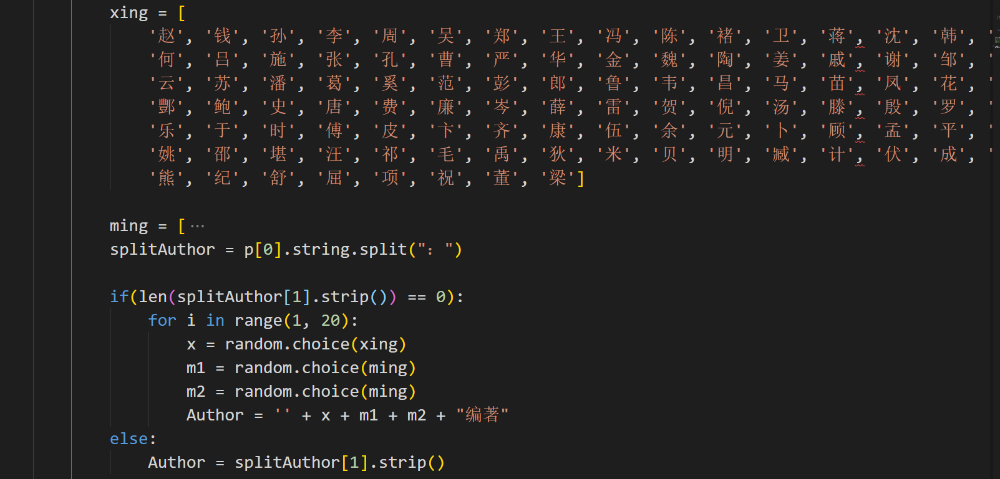 xing = [
'赵', '钱', '孙', '李', '周', '吴', '郑', '王', '冯', '陈', '褚', '卫', '蒋', '沈', '韩', '
'何', '吕', '施', '张', '孔', '曹', '严', '华', '金', '魏', '陶', '姜', '戚', '谢', '邹', '
'云', '苏', '潘', '葛', '奚', '范', '彭', '郎', '鲁', '韦', '昌', '马', '苗', '凤', '花', '
'酆', '鲍', '史', '唐', '费', '廉', '岑', '薛', '雷', '贺', '倪', '汤', '滕', '殷', '罗', '
'乐', '于', '时', '傅', '皮', '卞', '齐', '康', '伍', '余', '元', '卜', '顾', '孟', '平', '
'姚', '邵', '堪', '汪', '祁', '毛', '禹', '狄', '米', '贝', '明', '臧', '计', '伏', '成', '
'熊', '纪', '舒', '屈', '项', '祝', '董', '梁']
ming = [ ···
splitAuthor = p[0].string.split("：")
if(len(splitAuthor[1].strip()) == 0):
for i in range(1, 20):
x = random.choice(xing)
m1 = random.choice(ming)
m2 = random.choice(ming)
Author = '' + x + m1 + m2 + "编著"
else:
Author = splitAuthor[1].strip()